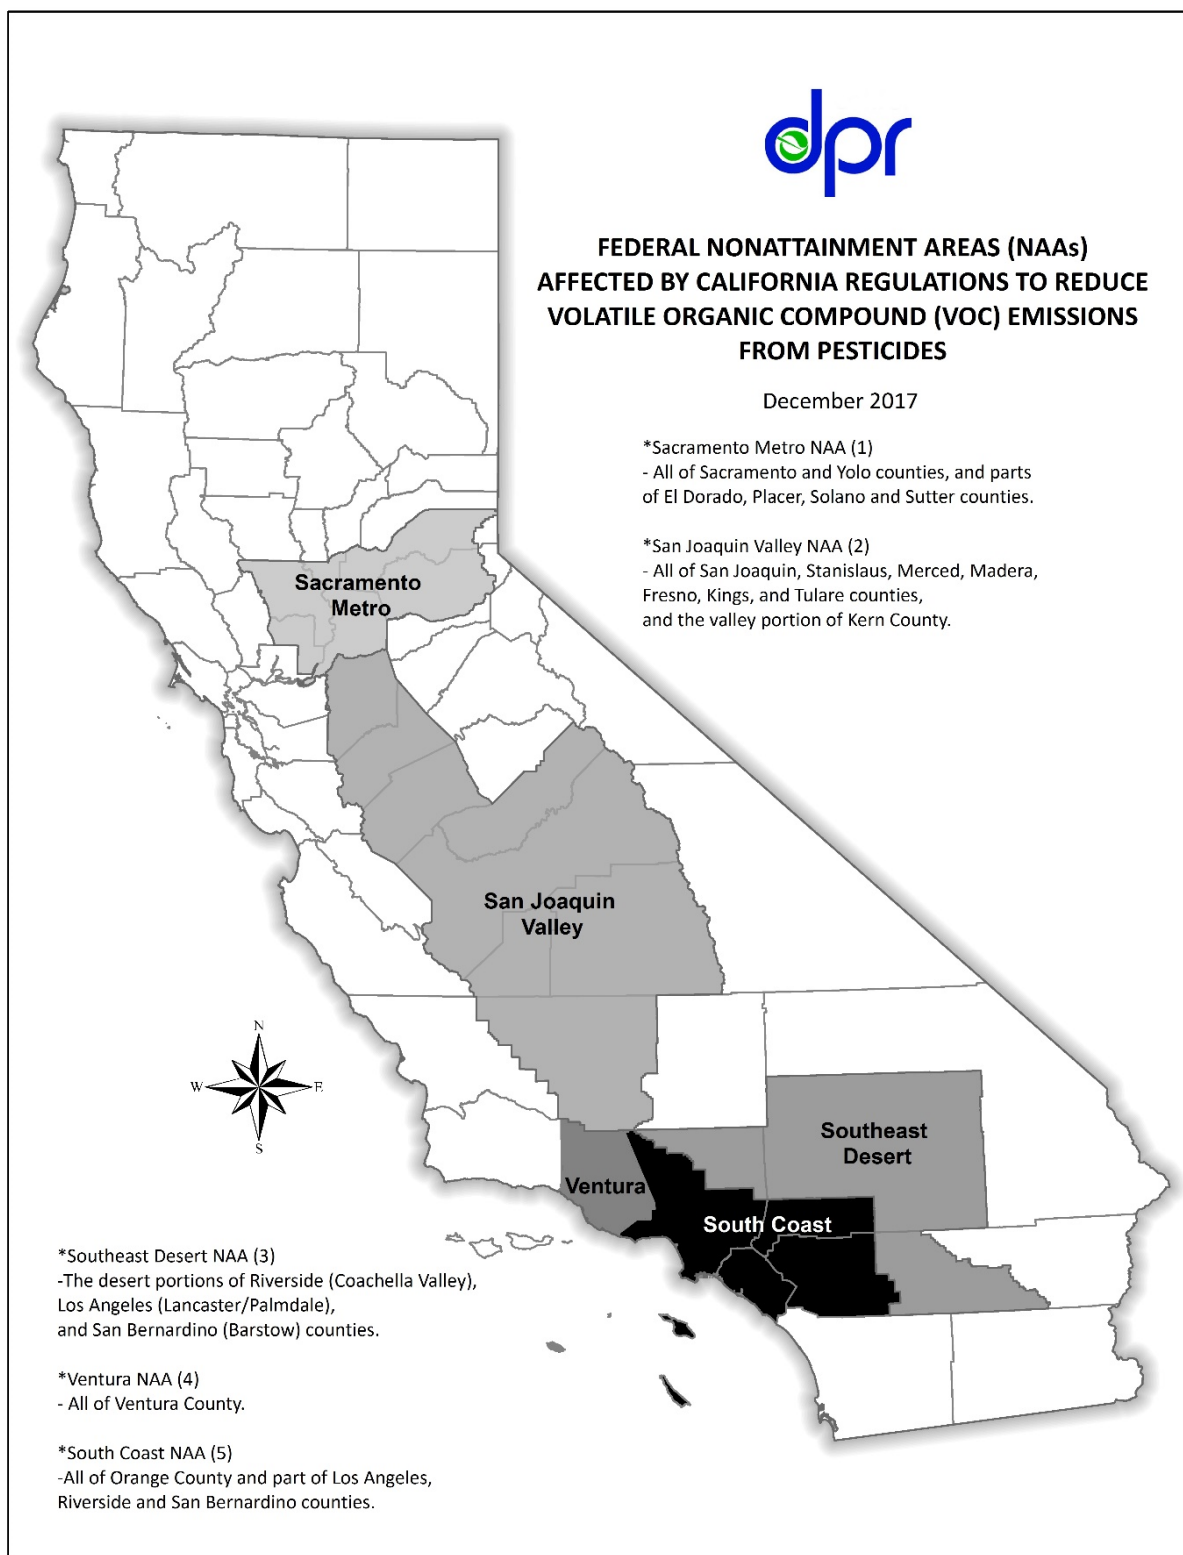 dpr
FEDERAL NONATTAINMENT AREAS (NAAs)
AFFECTED BY CALIFORNIA REGULATIONS TO REDUCE
VOLATILE ORGANIC COMPOUND (VOC) EMISSIONS
FROM PESTICIDES
December 2017
*Sacramento Metro NAA (1)
- All of Sacramento and Yolo counties, and parts
of El Dorado, Placer, Solano and Sutter counties.
*San Joaquin Valley NAA (2)
- All of San Joaquin, Stanislaus, Merced, Madera,
Fresno, Kings, and Tulare counties,
and the valley portion of Kern County.
Sacramento
Metro
San Joaquin
Valley
N
W
E
S
Southeast
Desert
Ventura
South Coast
*Southeast Desert NAA (3)
-The desert portions of Riverside (Coachella Valley),
Los Angeles (Lancaster/Palmdale),
and San Bernardino (Barstow) counties.
*Ventura NAA (4)
- All of Ventura County.
*South Coast NAA (5)
-All of Orange County and part of Los Angeles,
Riverside and San Bernardino counties.